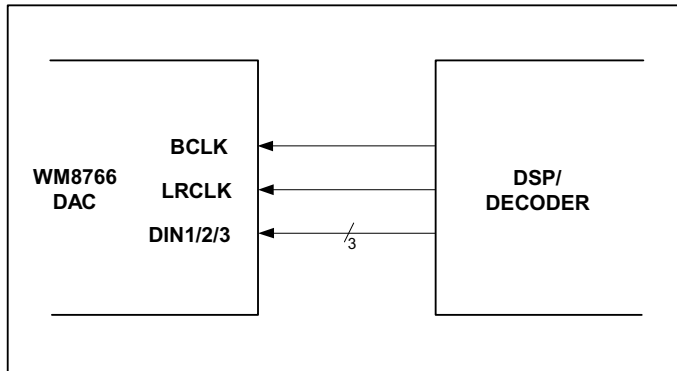 BCLK
WM8766
DAC
LRCLK
DIN1/2/3
3
DSP/
DECODER